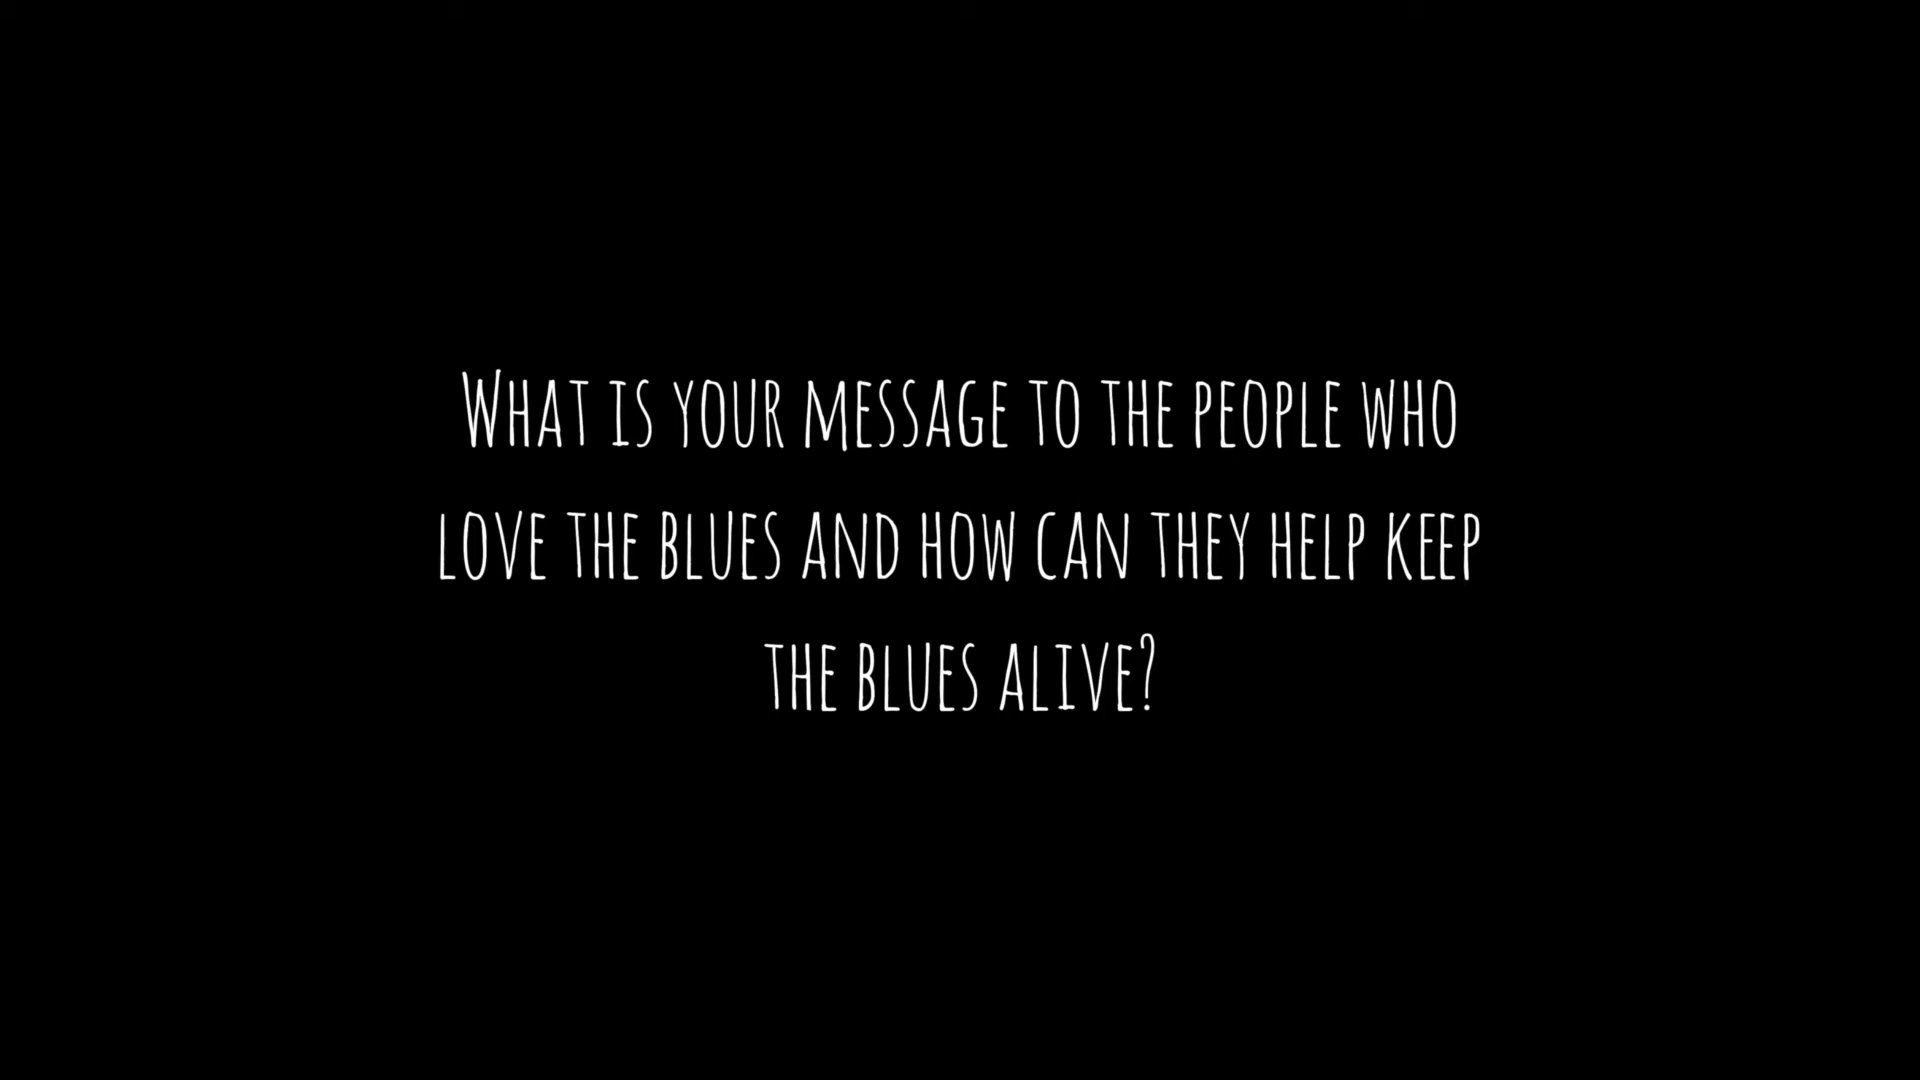 What is your message to the people who
love the blues and how can they help keep
the blues alive?